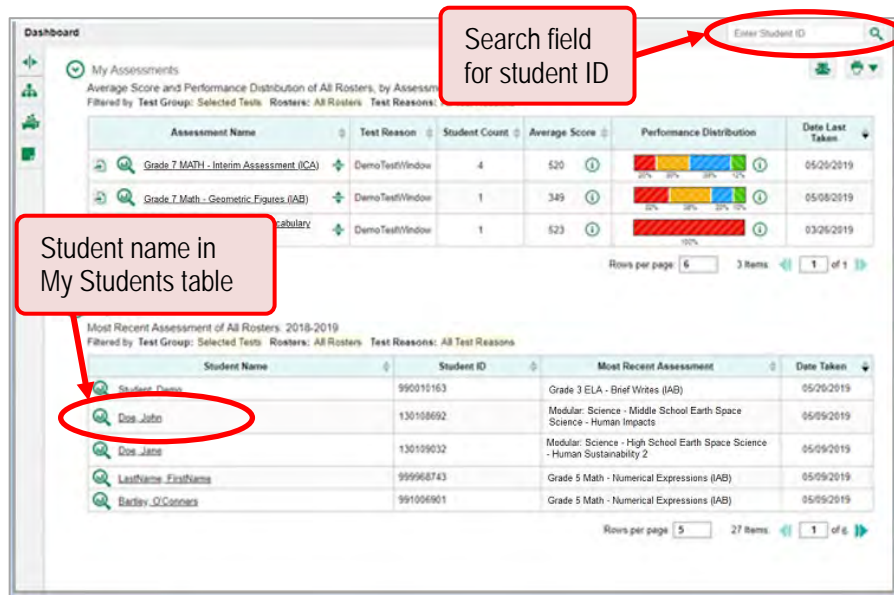 Dashboard
Search field
for student ID
Enter Student ID
My Assessments
Average Score and Performance Distribution of All Rosters, by Assessm
Filtered by Test Group: Selected Tests Rosters: All Rosters Test Reasons:
Assessment Name Test Reason Student Count Average Score Performance Distribution Date Last Taken
Grade 7 MATH - Interim Assessment (ICA) DemoTestWindow 4 520 05/20/2019
Grade 7 Math - Geometric Figures (IAB) DemoTestWindow 1 349 05/08/2019
cabulary DemoTestWindow 1 523 100% 03/26/2019
Student name in
My Students table
Rows per page 6 3 Items 1 of 1
Most Recent Assessment of All Rosters, 2018-2019
Filtered by Test Group: Selected Tests Rosters: All Rosters Test Reasons: All Test Reasons
Student Name Student ID Most Recent Assessment Date Taken
Student, Demo 990010163 Grade 3 ELA - Brief Writes (IAB) 05/20/2019
Doe, John 130108692 Modular: Science - Middle School Earth Space
Science - Human Impacts 05/09/2019
Doe, Jane 130109032 Modular: Science - High School Earth Space Science
- Human Sustainability 2 05/09/2019
LastName, FirstName 999968743 Grade 5 Math - Numerical Expressions (IAB) 05/09/2019
Bartley, O'Conners 991006901 Grade 5 Math - Numerical Expressions (IAB) 05/09/2019
Rows per page 5 27 Items 1 of 6